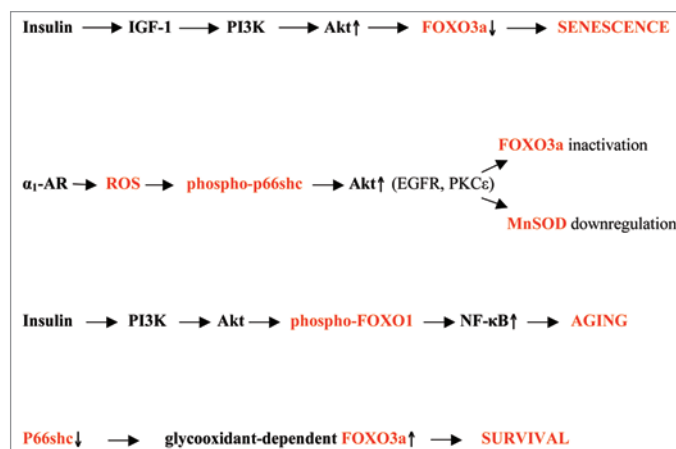 Insulin → IGF-1 → PI3K → Akt↑ → FOXO3a↓ → SENESCENCE
FOXO3a inactivation
α1-AR → ROS → phospho-p66shc → Akt↑ (EGFR, PKCε)
MnSOD downregulation
Insulin → PI3K → Akt → phospho-FOXO1 → NF-κB↑ → AGING
P66shc↓ → glycooxidant-dependent FOXO3a↑ → SURVIVAL